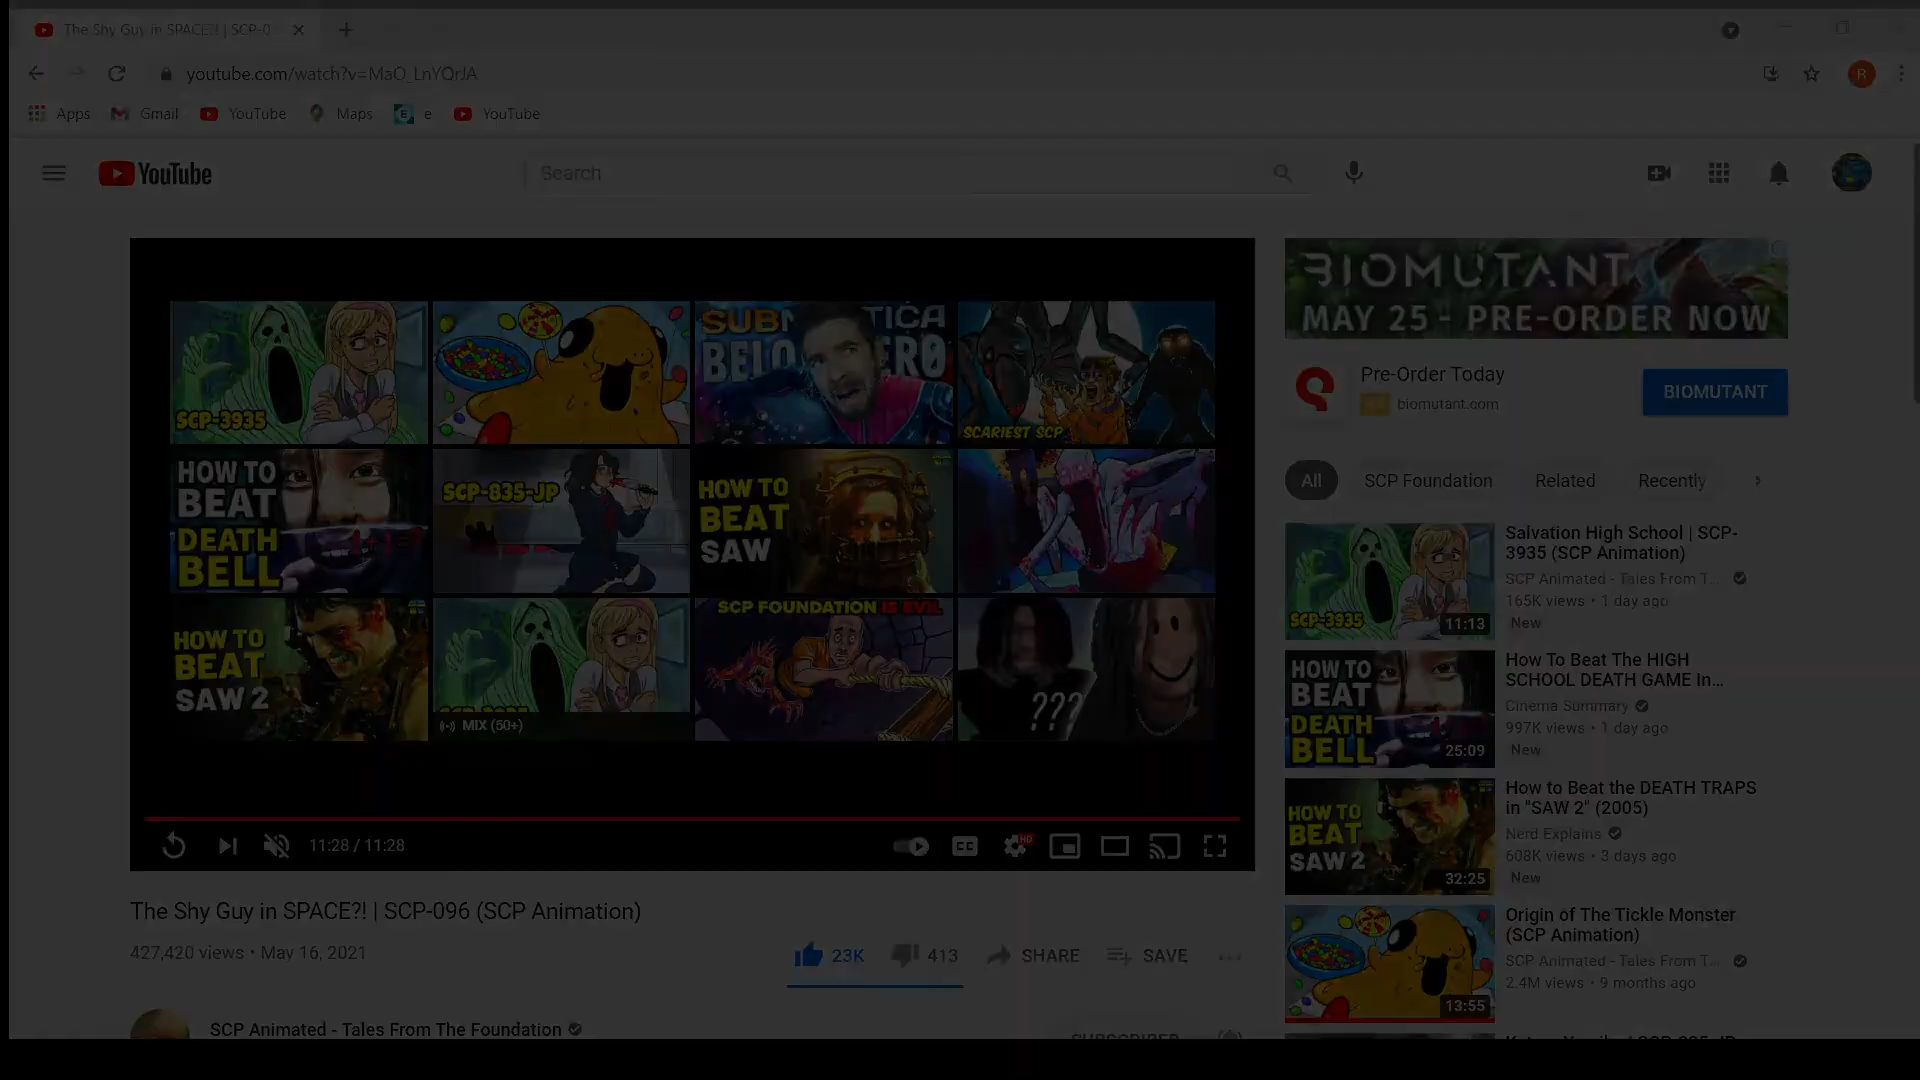 The Shy Guy in SPACE?! | SCP-0
youtube.com/watch?v=MaO_LnYQrJA
R
Apps
Gmail
YouTube
Maps
E e
YouTube
YouTube
Search
SCP-3935
BELO ERO
SCARIEST SCP
HOW TO
BEAT
DEATH
BELL
SCP-835-JP
HOW TO
BEAT
SAW
HOW TO
BEAT
SAW 2
MIX (50+)
SCP FOUNDATION IS EVIL
???
11:28 / 11:28
CC
HD
The Shy Guy in SPACE?! | SCP-096 (SCP Animation)
427,420 views • May 16, 2021
23K
413
SHARE
SAVE
SCP Animated - Tales From The Foundation
SUBSCRIBED
BIOMUTANT
MAY 25 - PRE-ORDER NOW
Pre-Order Today
biomutant.com
BIOMUTANT
All
SCP Foundation
Related
Recently
SCP-3935
11:13
Salvation High School | SCP-
3935 (SCP Animation)
SCP Animated - Tales From T...
165K views • 1 day ago
New
HOW TO
BEAT
DEATH
BELL
25:09
How To Beat The HIGH
SCHOOL DEATH GAME In...
Cinema Summary
997K views • 1 day ago
New
HOW TO
BEAT
SAW 2
32:25
How to Beat the DEATH TRAPS
in "SAW 2" (2005)
Nerd Explains
608K views • 3 days ago
New
13:55
Origin of The Tickle Monster
(SCP Animation)
SCP Animated - Tales From T...
2.4M views • 9 months ago